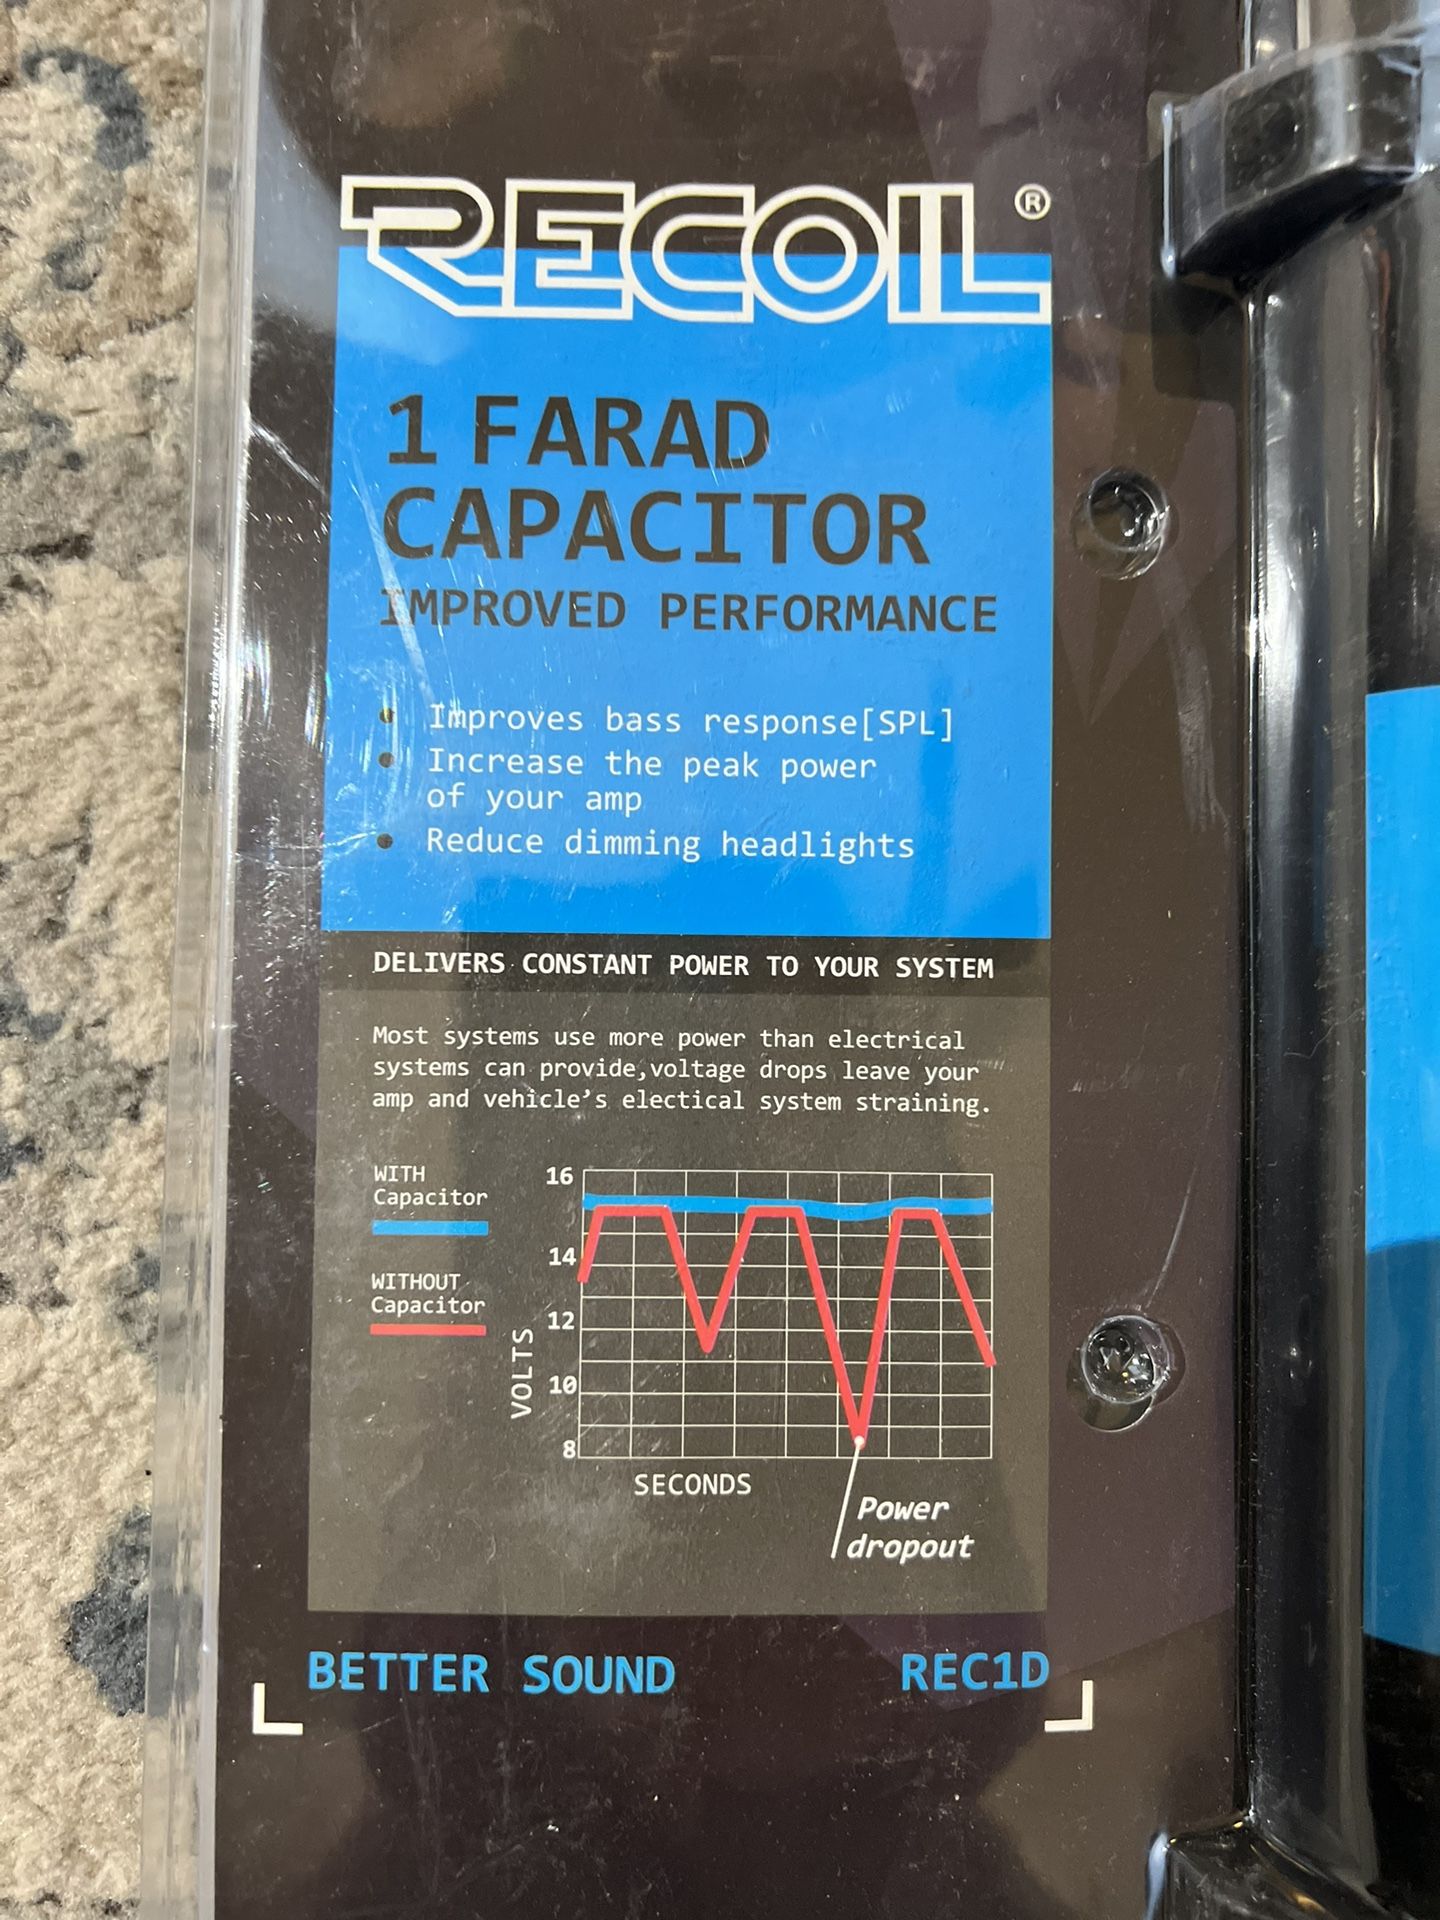 RECOIL®
1 FARAD
CAPACITOR
IMPROVED PERFORMANCE
• Improves bass response[SPL]
• Increase the peak power
of your amp
• Reduce dimming headlights
DELIVERS CONSTANT POWER TO YOUR SYSTEM
Most systems use more power than electrical
systems can provide,voltage drops leave your
amp and vehicle's electical system straining.
WITH
Capacitor
WITHOUT
Capacitor
VOLTS
16
14
12
10
8
SECONDS
Power
dropout
BETTER SOUND
REC1D